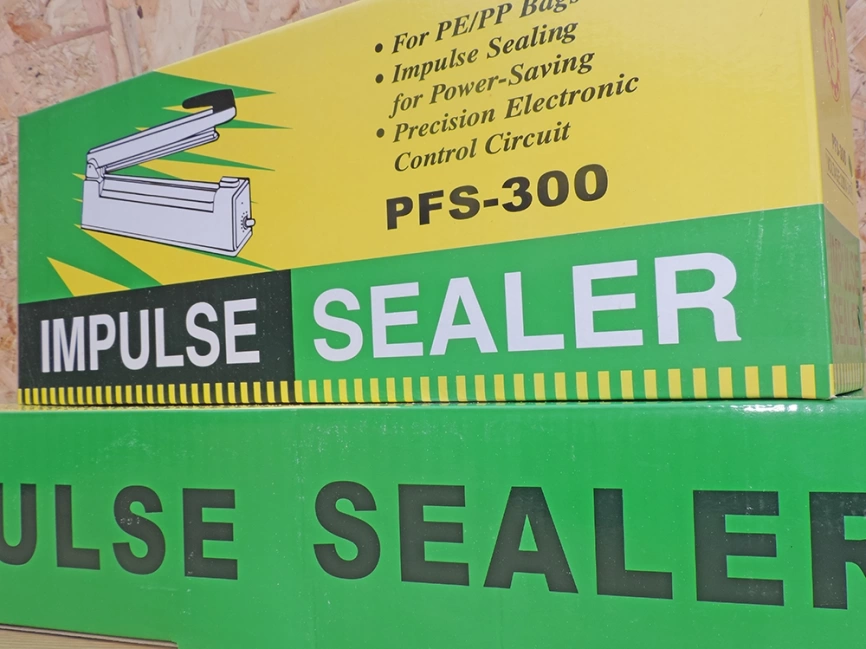 • For PE/PP Bags
• Impulse Sealing
for Power-Saving
• Precision Electronic
Control Circuit
PFS-300
IMPULSE SEALER
ULSE SEALER